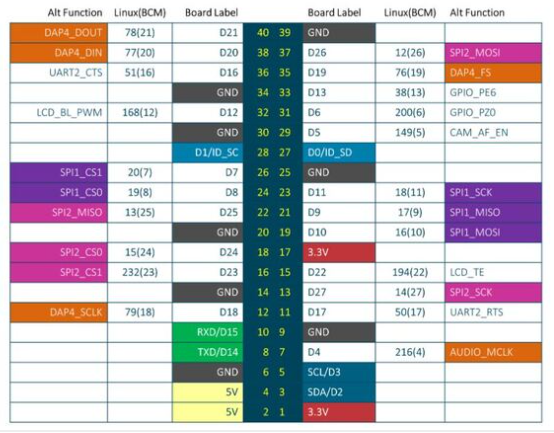 Alt Function Linux(BCM) Board Label Board Label Linux(BCM) Alt Function
DAP4_DOUT 78(21) D21 40 39 GND
DAP4_DIN 77(20) D20 38 37 D26 12(26) SPI2_MOSI
UART2_CTS 51(16) D16 36 35 D19 76(19) DAP4_FS
GND 34 33 D13 38(13) GPIO_PE6
LCD_BL_PWM 168(12) D12 32 31 D6 200(6) GPIO_PZ0
GND 30 29 D5 149(5) CAM_AF_EN
D1/ID_SC 28 27 D0/ID_SD
SPI1_CS1 20(7) D7 26 25 GND
SPI1_CS0 19(8) D8 24 23 D11 18(11) SPI1_SCK
SPI2_MISO 13(25) D25 22 21 D9 17(9) SPI1_MISO
GND 20 19 D10 16(10) SPI1_MOSI
SPI2_CS0 15(24) D24 18 17 3.3V
SPI2_CS1 232(23) D23 16 15 D22 194(22) LCD_TE
GND 14 13 D27 14(27) SPI2_SCK
DAP4_SCLK 79(18) D18 12 11 D17 50(17) UART2_RTS
RXD/D15 10 9 GND
TXD/D14 8 7 D4 216(4) AUDIO_MCLK
GND 6 5 SCL/D3
5V 4 3 SDA/D2
5V 2 1 3.3V